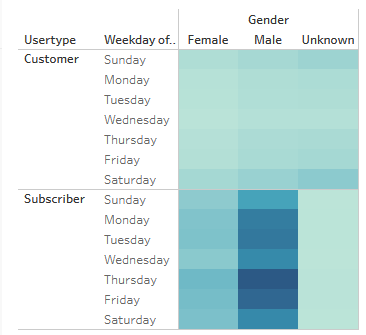 Gender
Usertype Weekday of.. Female Male Unknown
Customer Sunday
Monday
Tuesday
Wednesday
Thursday
Friday
Saturday
Subscriber Sunday
Monday
Tuesday
Wednesday
Thursday
Friday
Saturday